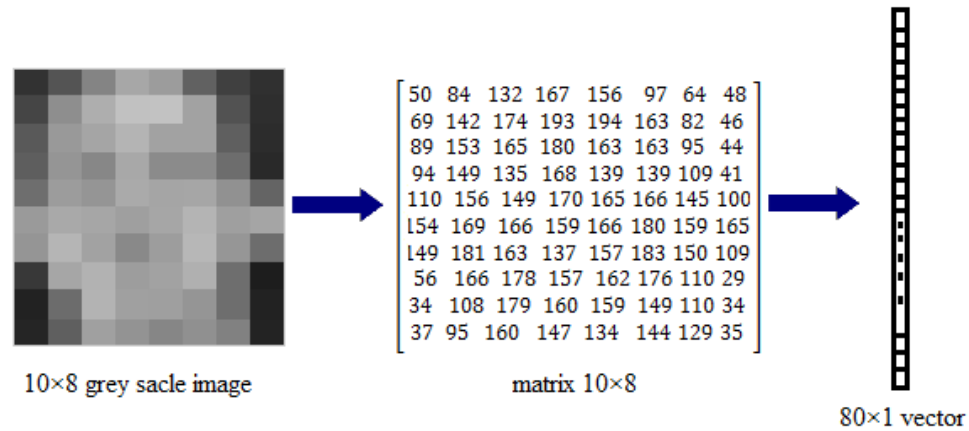 50 84 132 167 156 97 64 48
69 142 174 193 194 163 82 46
89 153 165 180 163 163 95 44
94 149 135 168 139 139 109 41
110 156 149 170 165 166 145 100
154 169 166 159 166 180 159 165
149 181 163 137 157 183 150 109
56 166 178 157 162 176 110 29
34 108 179 160 159 149 110 34
37 95 160 147 134 144 129 35
10×8 grey sacle image
matrix 10×8
80×1 vector